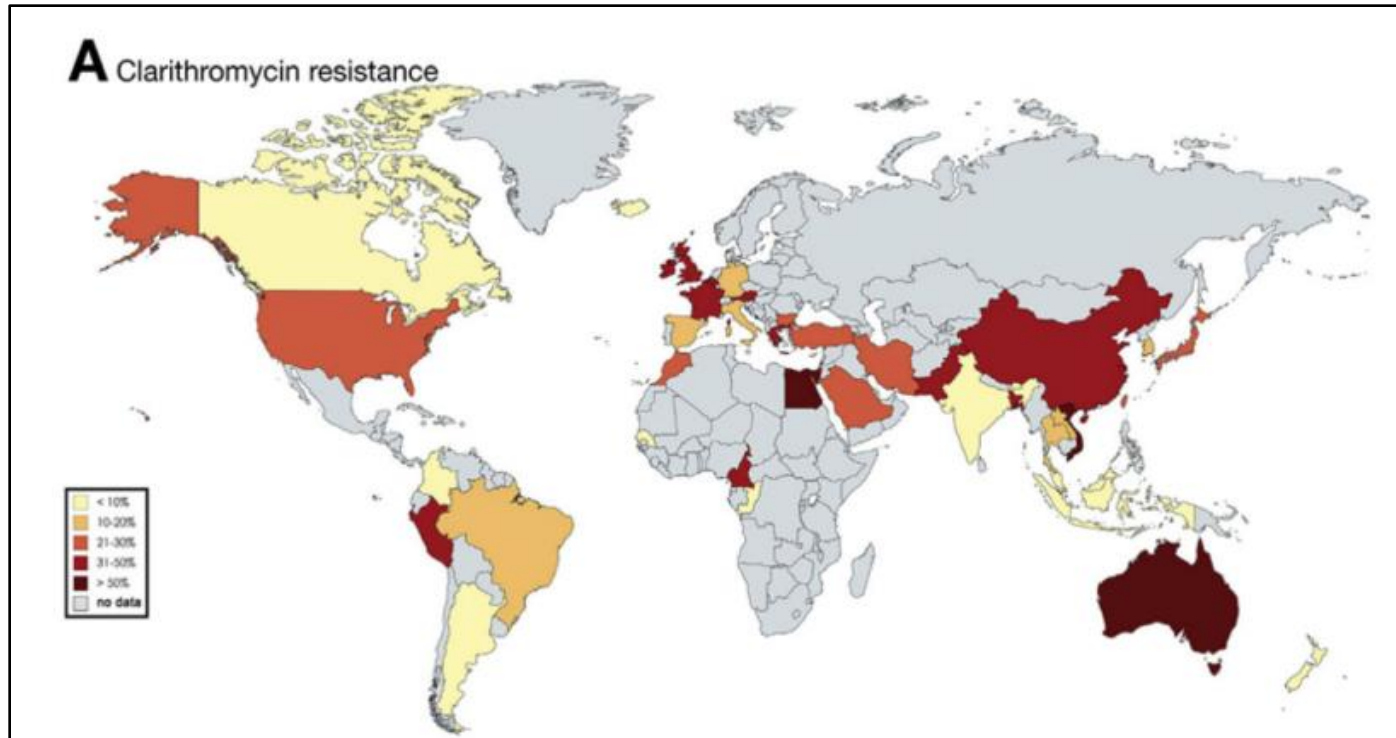 A Clarithromycin resistance
< 10%
10-20%
21-30%
31-50%
> 50%
no data